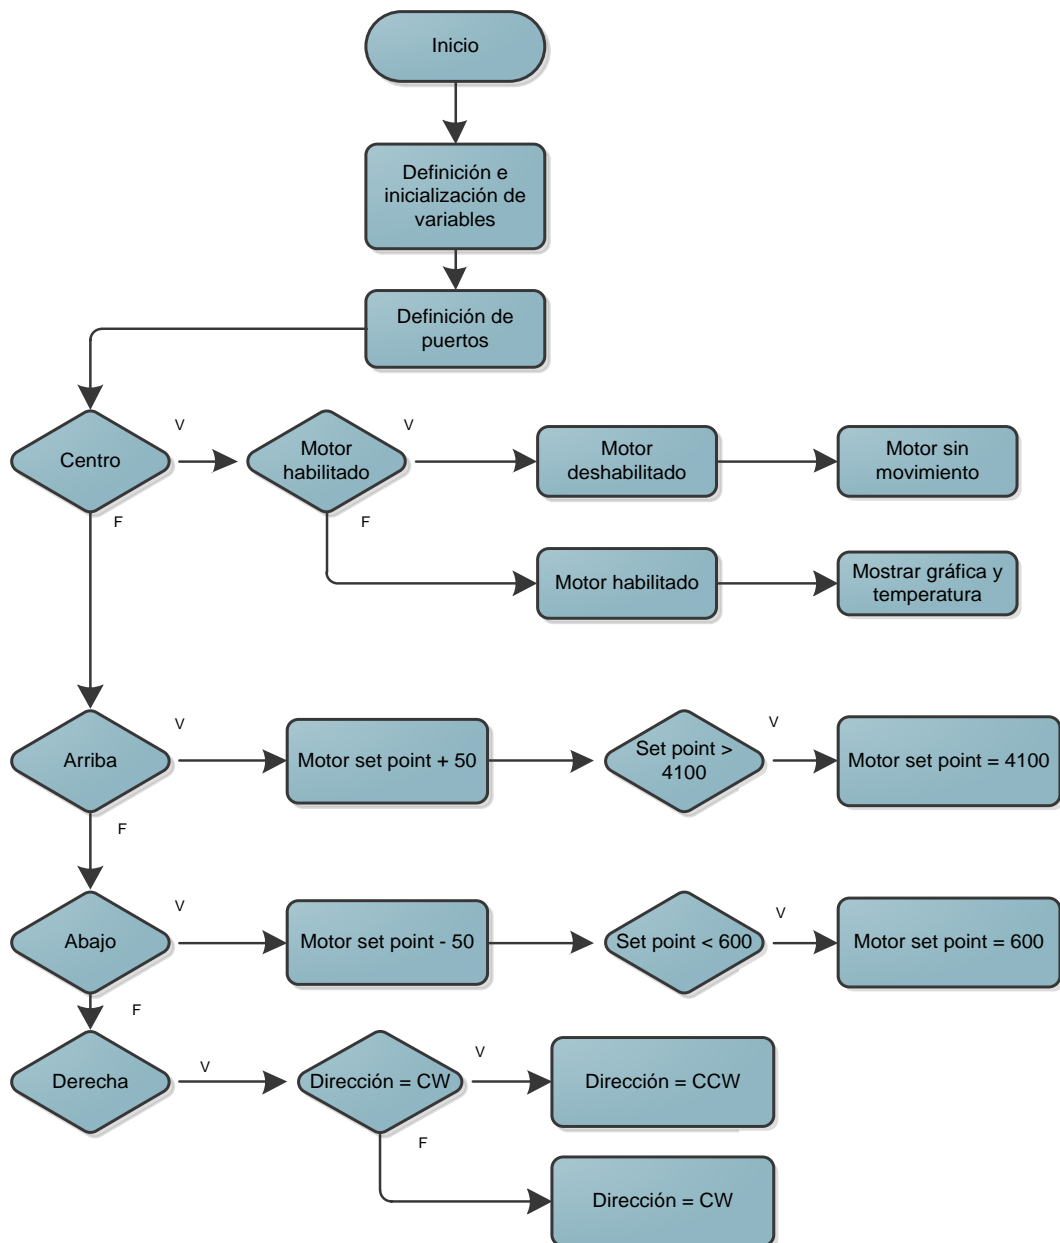 Inicio
Definición e
inicialización de
variables
Definición de
puertos
Centro
V
F
Motor
habilitado
V
F
Motor
deshabilitado
Motor sin
movimiento
Motor habilitado
Mostrar gráfica y
temperatura
Arriba
V
F
Motor set point + 50
Set point >
4100
V
Motor set point = 4100
Abajo
V
F
Motor set point - 50
Set point < 600
V
Motor set point = 600
Derecha
V
Dirección = CW
V
F
Dirección = CCW
Dirección = CW